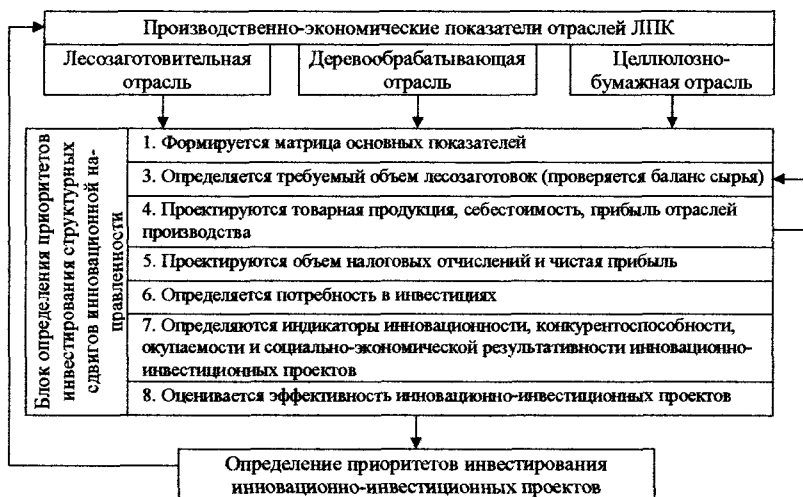 Производственно-экономические показатели отраслей ЛПК
Лесозаготовительная
отрасль
Деревообрабатывающая
отрасль
Целлюлозно-
бумажная отрасль
Блок определения приоритетов
инвестирования структурных
сдвигов инновационной на-
правленности
1. Формируется матрица основных показателей
3. Определяется требуемый объем лесозаготовок (проверяется баланс сырья)
4. Проектируются товарная продукция, себестоимость, прибыль отраслей
производства
5. Проектируются объем налоговых отчислений и чистая прибыль
6. Определяется потребность в инвестициях
7. Определяются индикаторы инновационности, конкурентоспособности,
окупаемости и социально-экономической результативности инновационно-
инвестиционных проектов
8. Оценивается эффективность инновационно-инвестиционных проектов
Определение приоритетов инвестирования
инновационно-инвестиционных проектов